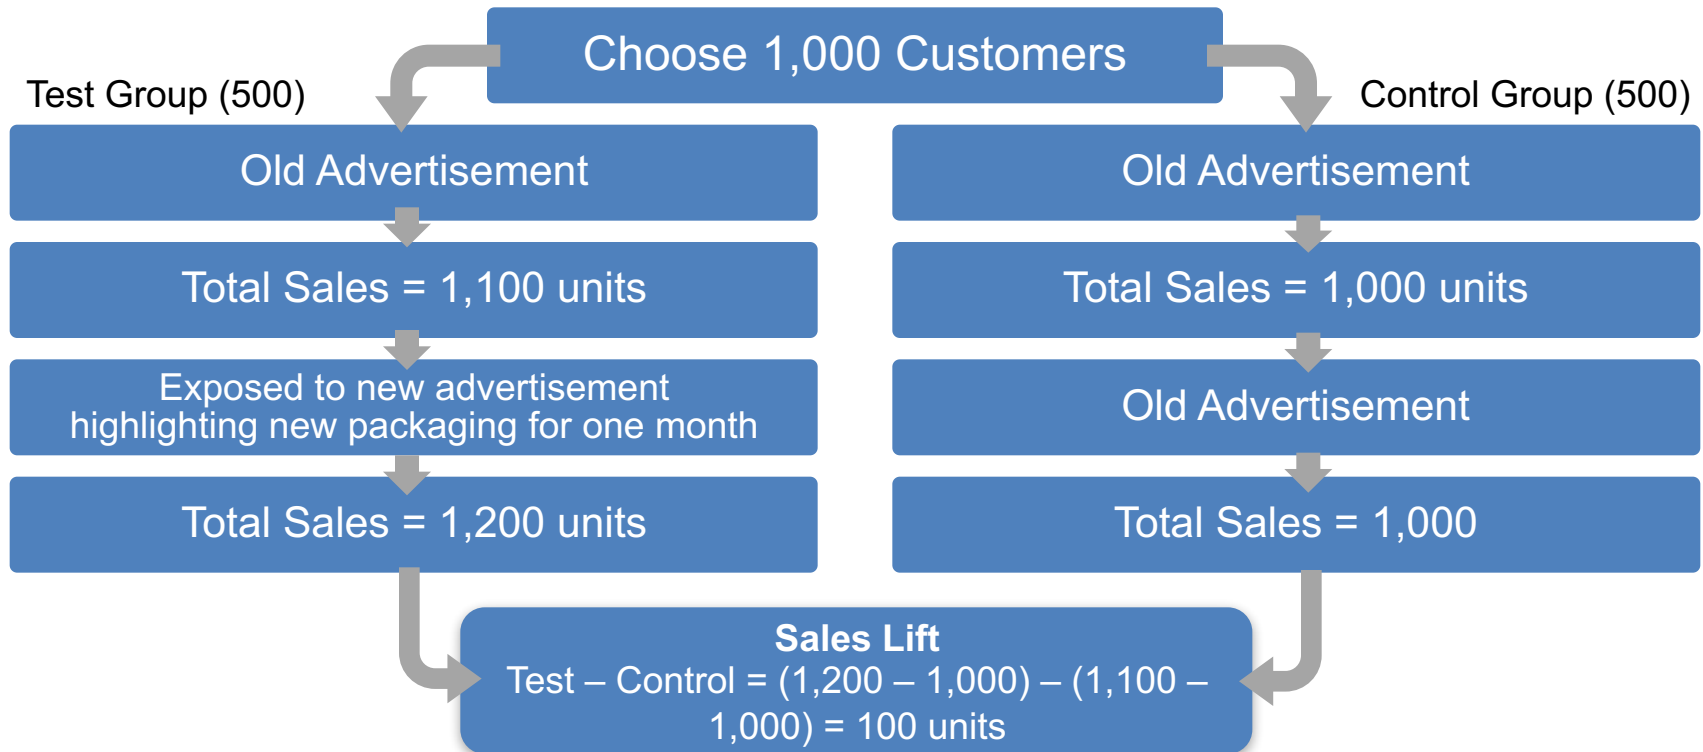 Choose 1,000 Customers
Test Group (500)
Control Group (500)
Old Advertisement
Total Sales = 1,100 units
Exposed to new advertisement
highlighting new packaging for one month
Total Sales = 1,200 units
Old Advertisement
Total Sales = 1,000 units
Old Advertisement
Total Sales = 1,000
Sales Lift
Test – Control = (1,200 – 1,000) – (1,100 –
1,000) = 100 units